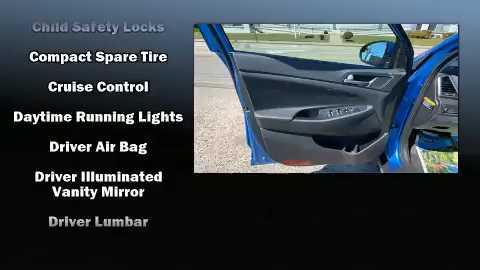 Child Safety Locks
Compact Spare Tire
Cruise Control
Daytime Running Lights
Driver Air Bag
Driver Illuminated
Vanity Mirror
Driver Lumbar